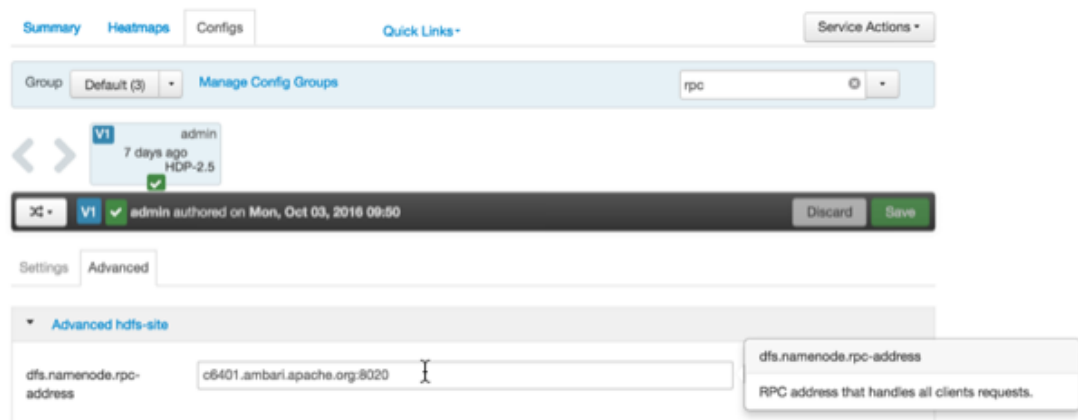 Summary Heatmaps Configs Quick Links Service Actions
Group Default (3) Manage Config Groups rpc
V1 admin
7 days ago
HDP-2.5
V1 admin authored on Mon, Oct 03, 2016 09:50 Discard Save
Settings Advanced
Advanced hdfs-site
dfs.namenode.rpc-address
dfs.namenode.rpc- c6401.ambari.apache.org:8020
address
RPC address that handles all clients requests.